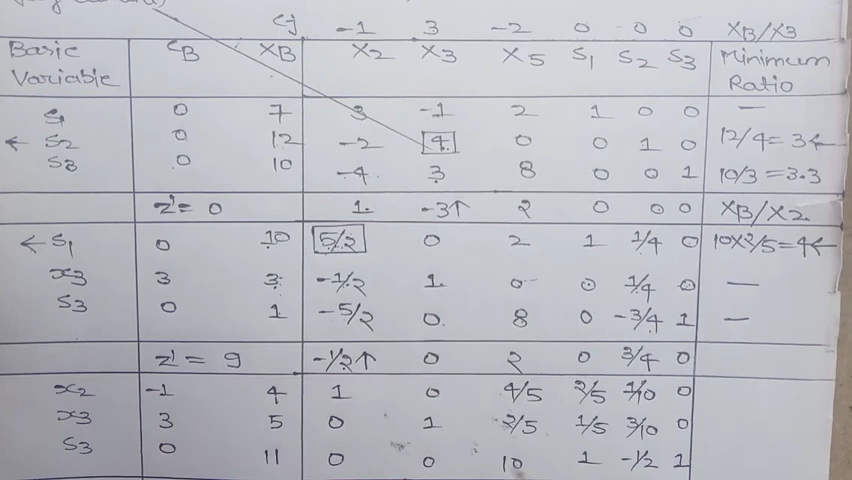 Cj -1 3 -2 0 0 0 XB/X3
Basic Variable CB XB X2 X3 X5 S1 S2 S3 Minimum Ratio
S1 0 7 3 -1 2 1 0 0 —
← S2 0 12 -2 4 0 0 1 0 12/4 = 3 ←
S3 0 10 -4 3 8 0 0 1 10/3 = 3.3
z' = 0 1 -3↑ 2 0 0 0 XB/X2
← S1 0 10 5/2 0 2 1 1/4 0 10x2/5 = 4 ←
x3 3 3 -1/2 1 0 0 1/4 0 —
S3 0 1 -5/2 0 8 0 -3/4 1 —
z' = 9 -1/2↑ 0 2 0 3/4 0
x2 -1 4 1 0 4/5 2/5 1/10 0
x3 3 5 0 1 2/5 1/5 3/10 0
S3 0 11 0 0 10 1 -1/2 1